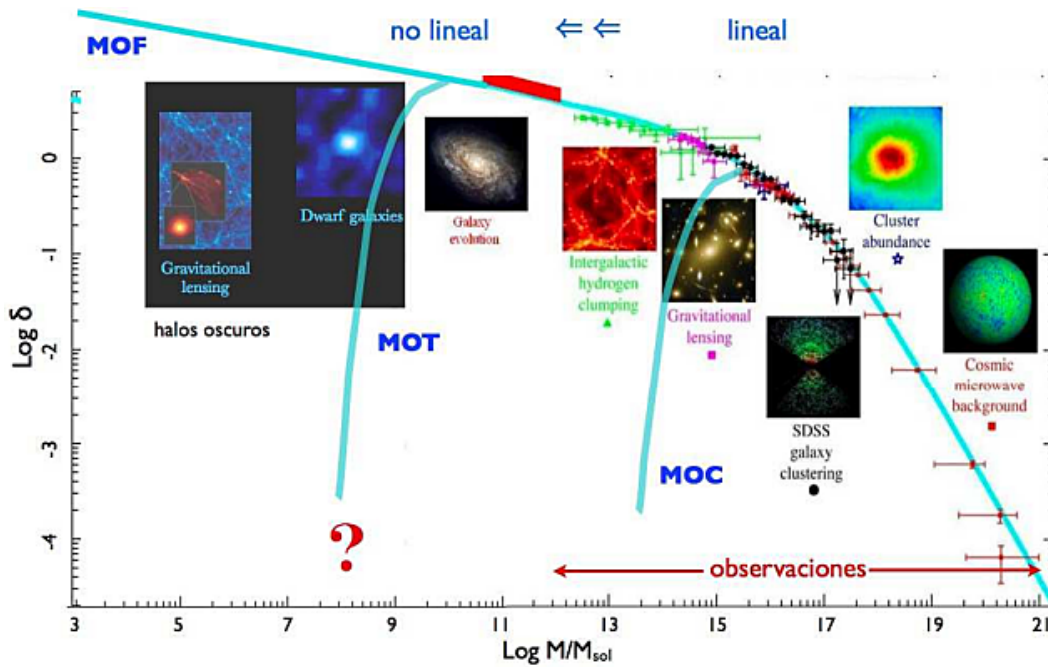 no lineal
⇐ ⇐
lineal
MOF
Dwarf galaxies
Gravitational
lensing
halos oscuros
Galaxy
evolution
Intergalactic
hydrogen
clumping
Gravitational
lensing
Cluster
abundance
Cosmic
microwave
background
SDSS
galaxy
clustering
MOT
MOC
?
observaciones
Log δ
0
-1
-2
-3
-4
3 5 7 9 11 13 15 17 19 21
Log M/Msol